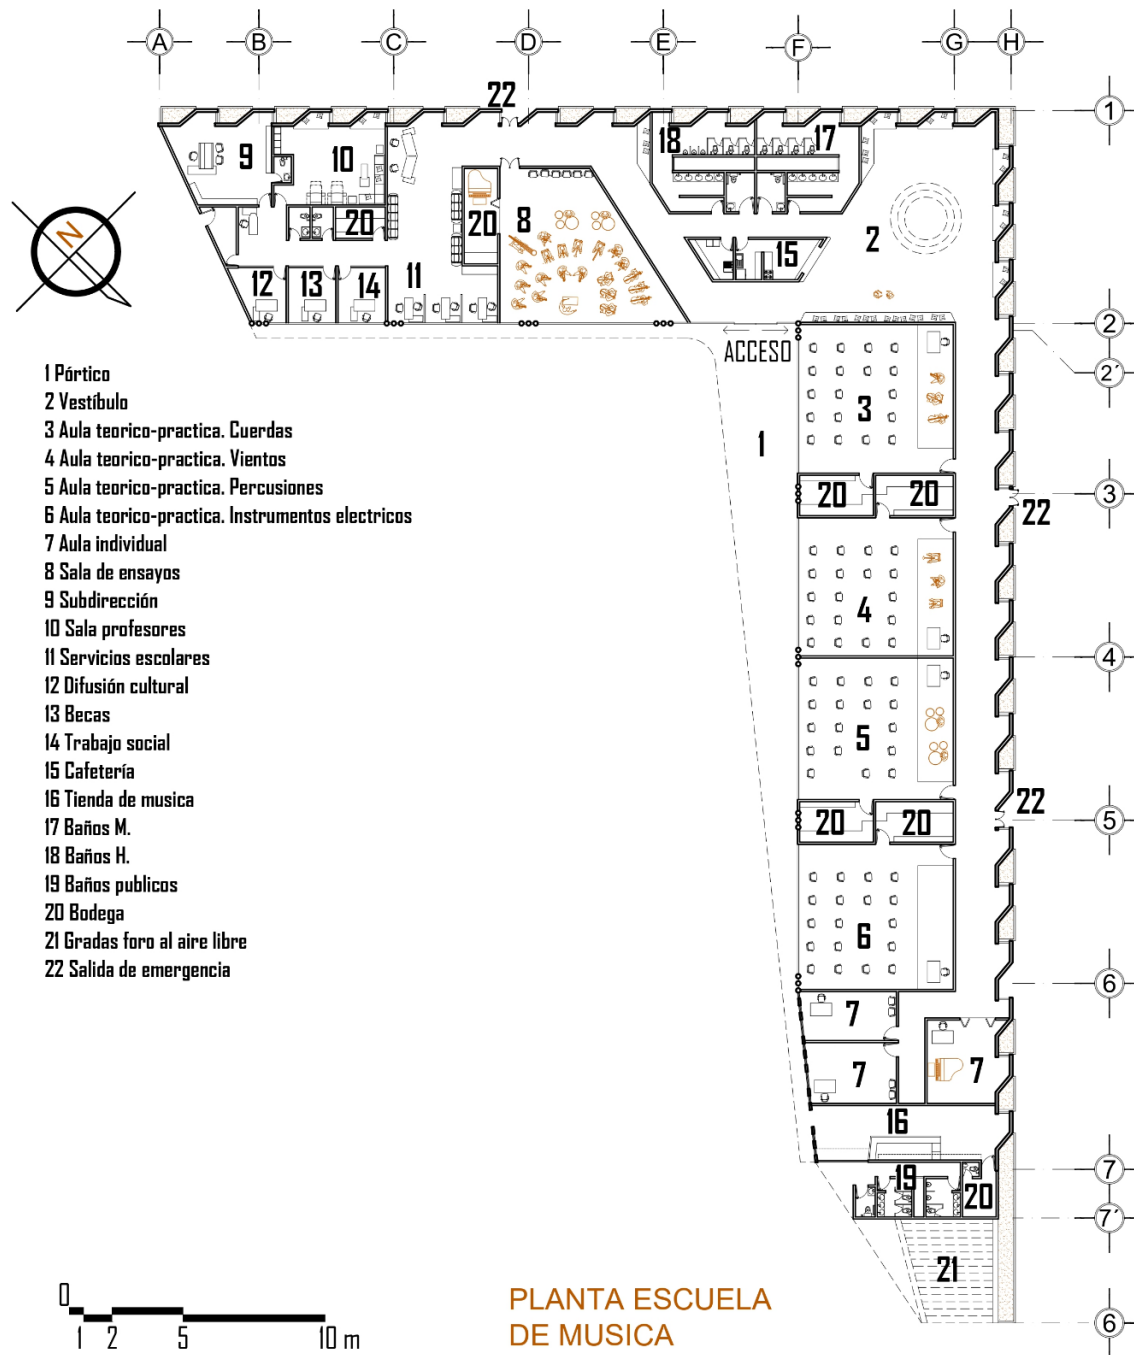 A B C D E F G H
22
1
9
10
18
17
N
20
20
8
2
15
12
13
14
11
2
ACCESO
2´
1 Pórtico
2 Vestíbulo
3 Aula teorico-practica. Cuerdas
4 Aula teorico-practica. Vientos
5 Aula teorico-practica. Percusiones
6 Aula teorico-practica. Instrumentos electricos
7 Aula individual
8 Sala de ensayos
9 Subdirección
10 Sala profesores
11 Servicios escolares
12 Difusión cultural
13 Becas
14 Trabajo social
15 Cafetería
16 Tienda de musica
17 Baños M.
18 Baños H.
19 Baños publicos
20 Bodega
21 Gradas foro al aire libre
22 Salida de emergencia
3
1
20
20
3
22
4
4
5
22
20
20
5
6
6
7
7
7
16
7
19
20
7´
21
0
1 2 5 10 m
PLANTA ESCUELA
DE MUSICA
6